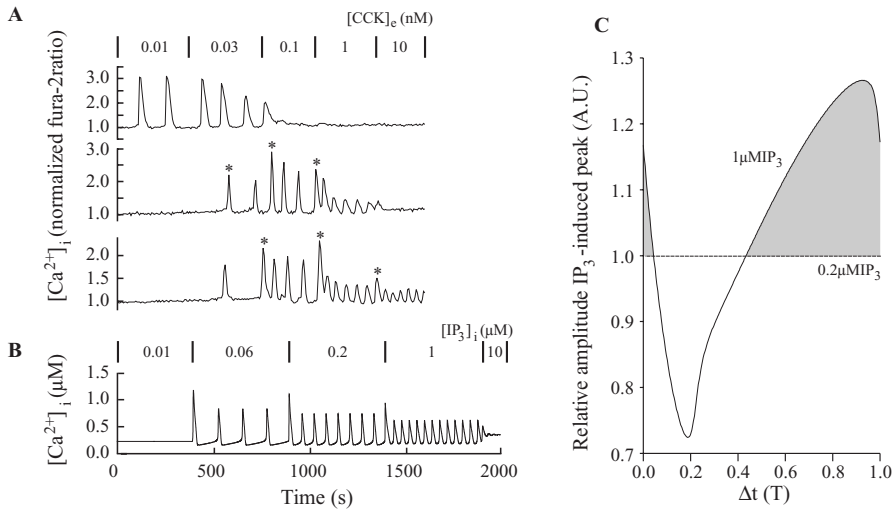 A
[CCK]e (nM)
0.01 0.03 0.1 1 10
[Ca2+]i (normalized fura-2ratio)
3.0
2.0
1.0
3.0
* * *
2.0
1.0
* * *
2.0
1.0
B
[IP3]i (μM)
0.01 0.06 0.2 1 10
[Ca2+]i (μM)
1.5
1.0
0.5
0.0
0 500 1000 1500 2000
Time (s)
C
Relative amplitude IP3-induced peak (A.U.)
1.3
1.2
1.1
1.0
0.9
0.8
0.7
1μMIP3
0.2μMIP3
0.0 0.2 0.4 0.6 0.8 1.0
Δt (T)